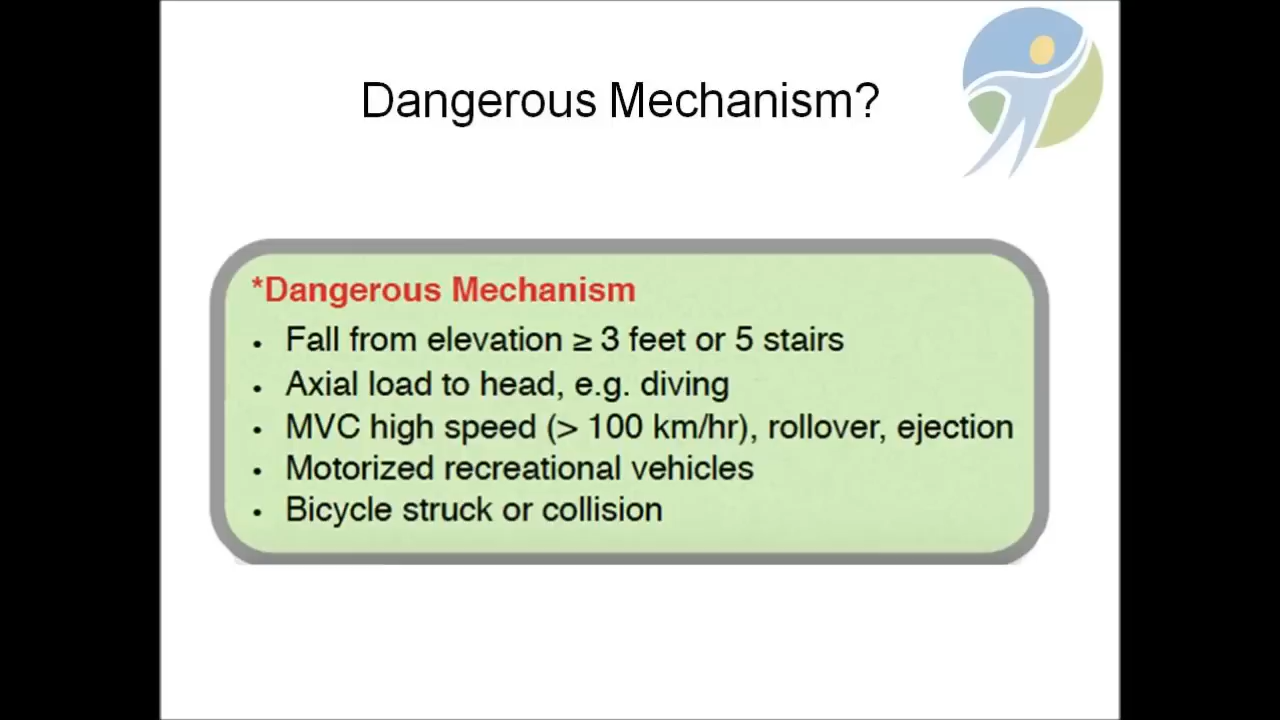 Dangerous Mechanism?
*Dangerous Mechanism
• Fall from elevation ≥ 3 feet or 5 stairs
• Axial load to head, e.g. diving
• MVC high speed (> 100 km/hr), rollover, ejection
• Motorized recreational vehicles
• Bicycle struck or collision